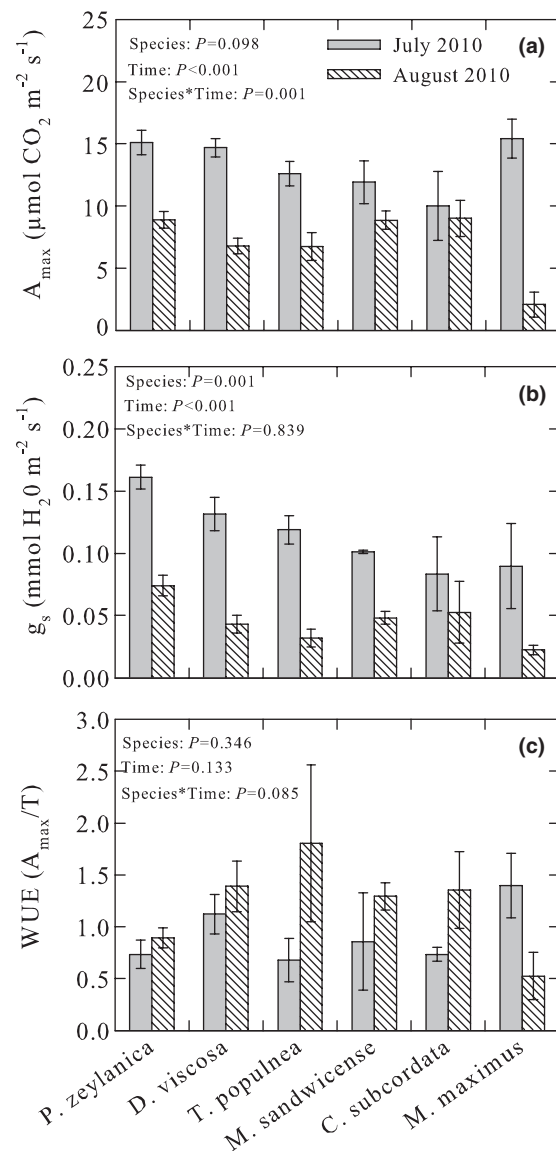 (a)
Species: P=0.098
Time: P<0.001
Species*Time: P=0.001
July 2010
August 2010
A_max (µmol CO₂ m⁻² s⁻¹)
25
20
15
10
5
0
(b)
Species: P=0.001
Time: P<0.001
Species*Time: P=0.839
g_s (mmol H₂0 m⁻² s⁻¹)
0.25
0.20
0.15
0.10
0.05
0.00
(c)
Species: P=0.346
Time: P=0.133
Species*Time: P=0.085
WUE (A_max/T)
3.0
2.5
2.0
1.5
1.0
0.5
0.0
P. zeylanica
D. viscosa
T. populnea
M. sandwicense
C. subcordata
M. maximus